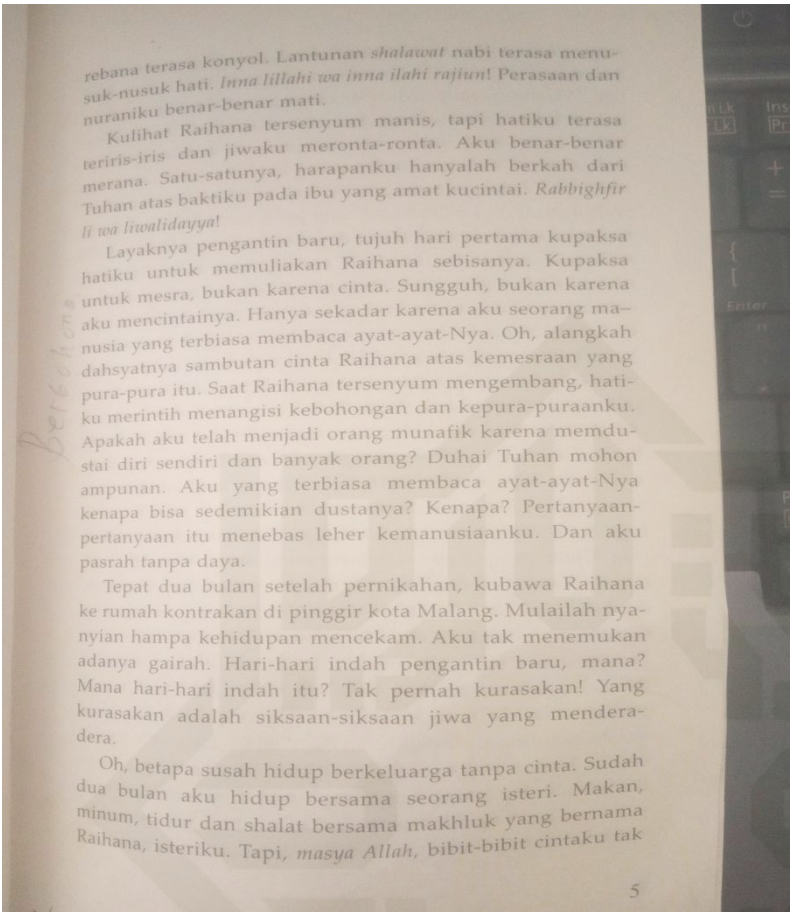 rebana terasa konyol. Lantunan shalawat nabi terasa menu-
suk-nusuk hati. Inna lillahi wa inna ilahi rajiun! Perasaan dan
nuraniku benar-benar mati.
Kulihat Raihana tersenyum manis, tapi hatiku terasa
teriris-iris dan jiwaku meronta-ronta. Aku benar-benar
merana. Satu-satunya, harapanku hanyalah berkah dari
Tuhan atas baktiku pada ibu yang amat kucintai. Rabbighfir
li wa liwalidayya!
Layaknya pengantin baru, tujuh hari pertama kupaksa
hatiku untuk memuliakan Raihana sebisanya. Kupaksa
untuk mesra, bukan karena cinta. Sungguh, bukan karena
aku mencintainya. Hanya sekadar karena aku seorang ma-
nusia yang terbiasa membaca ayat-ayat-Nya. Oh, alangkah
dahsyatnya sambutan cinta Raihana atas kemesraan yang
pura-pura itu. Saat Raihana tersenyum mengembang, hati-
ku merintih menangisi kebohongan dan kepura-puraanku.
Apakah aku telah menjadi orang munafik karena memdu-
stai diri sendiri dan banyak orang? Duhai Tuhan mohon
ampunan. Aku yang terbiasa membaca ayat-ayat-Nya
kenapa bisa sedemikian dustanya? Kenapa? Pertanyaan-
pertanyaan itu menebas leher kemanusiaanku. Dan aku
pasrah tanpa daya.
Tepat dua bulan setelah pernikahan, kubawa Raihana
ke rumah kontrakan di pinggir kota Malang. Mulailah nya-
nyian hampa kehidupan mencekam. Aku tak menemukan
adanya gairah. Hari-hari indah pengantin baru, mana?
Mana hari-hari indah itu? Tak pernah kurasakan! Yang
kurasakan adalah siksaan-siksaan jiwa yang mendera-
dera.
Oh, betapa susah hidup berkeluarga tanpa cinta. Sudah
dua bulan aku hidup bersama seorang isteri. Makan,
minum, tidur dan shalat bersama makhluk yang bernama
Raihana, isteriku. Tapi, masya Allah, bibit-bibit cintaku tak
5
Lk
Ins
+
=
{
[
Enter
"